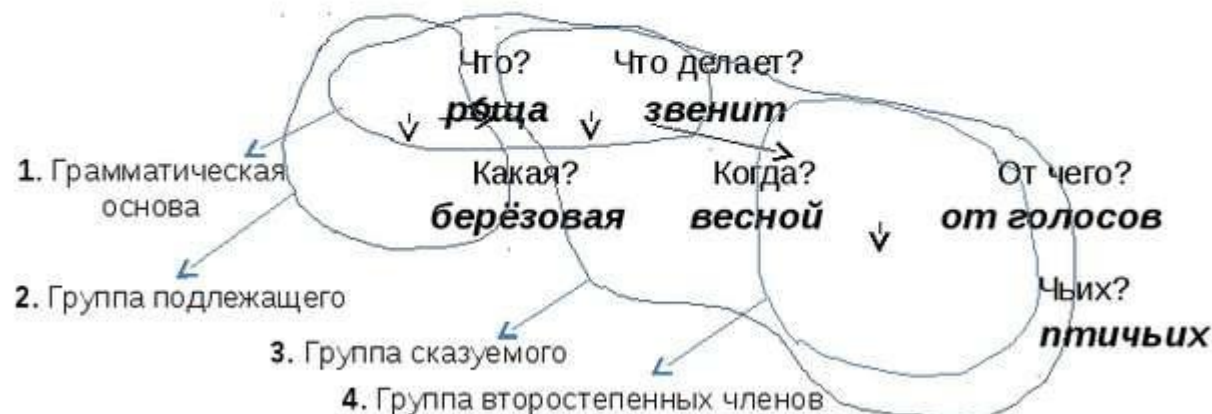 Что? Что делает?
роща звенит
Какая? Когда? От чего?
берёзовая весной от голосов
1. Грамматическая
основа
2. Группа подлежащего
Чьих?
птичьих
3. Группа сказуемого
4. Группа второстепенных членов